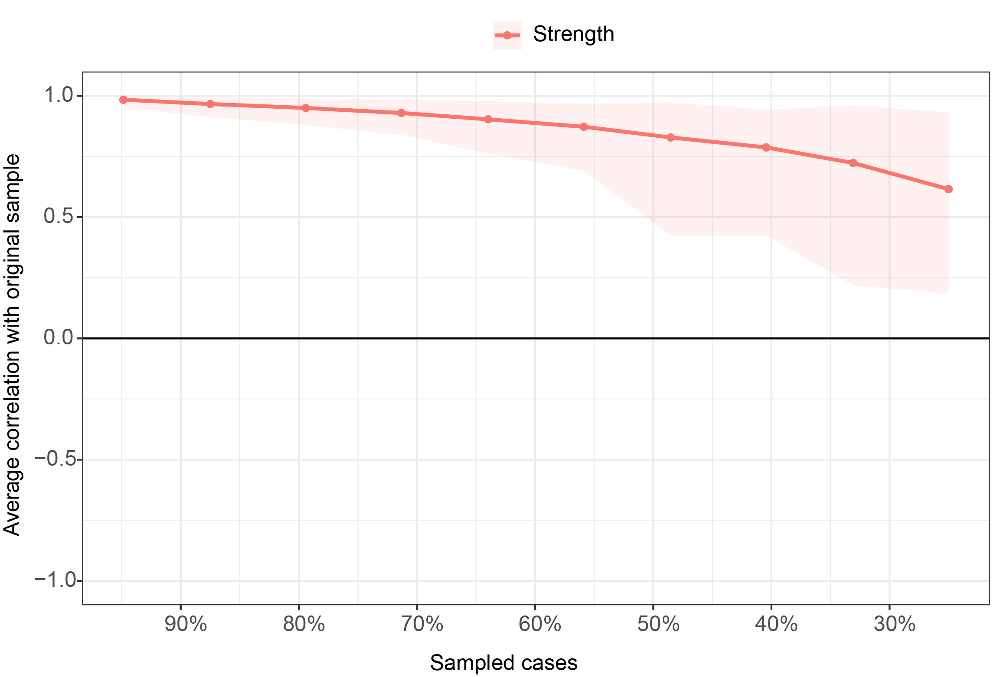 Strength
Average correlation with original sample
1.0
0.5
0.0
−0.5
−1.0
90% 80% 70% 60% 50% 40% 30%
Sampled cases